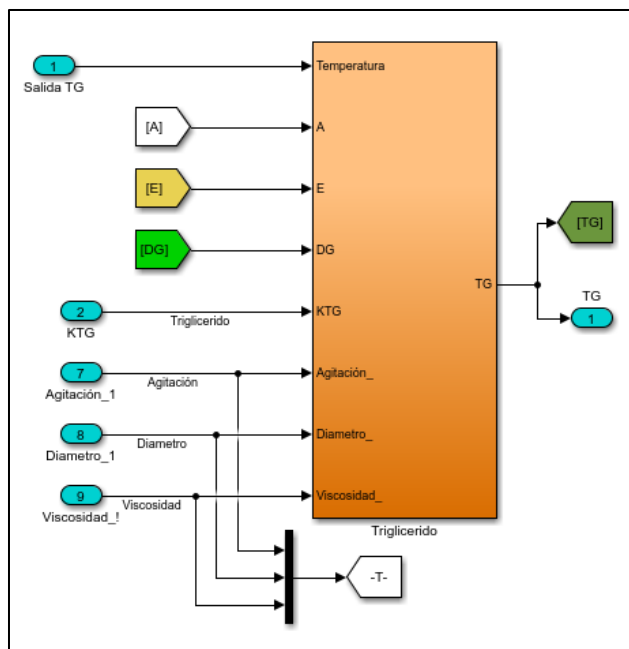 1
Salida TG
Temperatura
[A]
A
[E]
E
[DG]
DG
[TG]
TG
TG
1
2
KTG
Triglicerido
KTG
7
Agitación_1
Agitación
Agitación_
8
Diametro_1
Diametro
Diametro_
9
Viscosidad_!
Viscosidad
Viscosidad_
Triglicerido
-T-